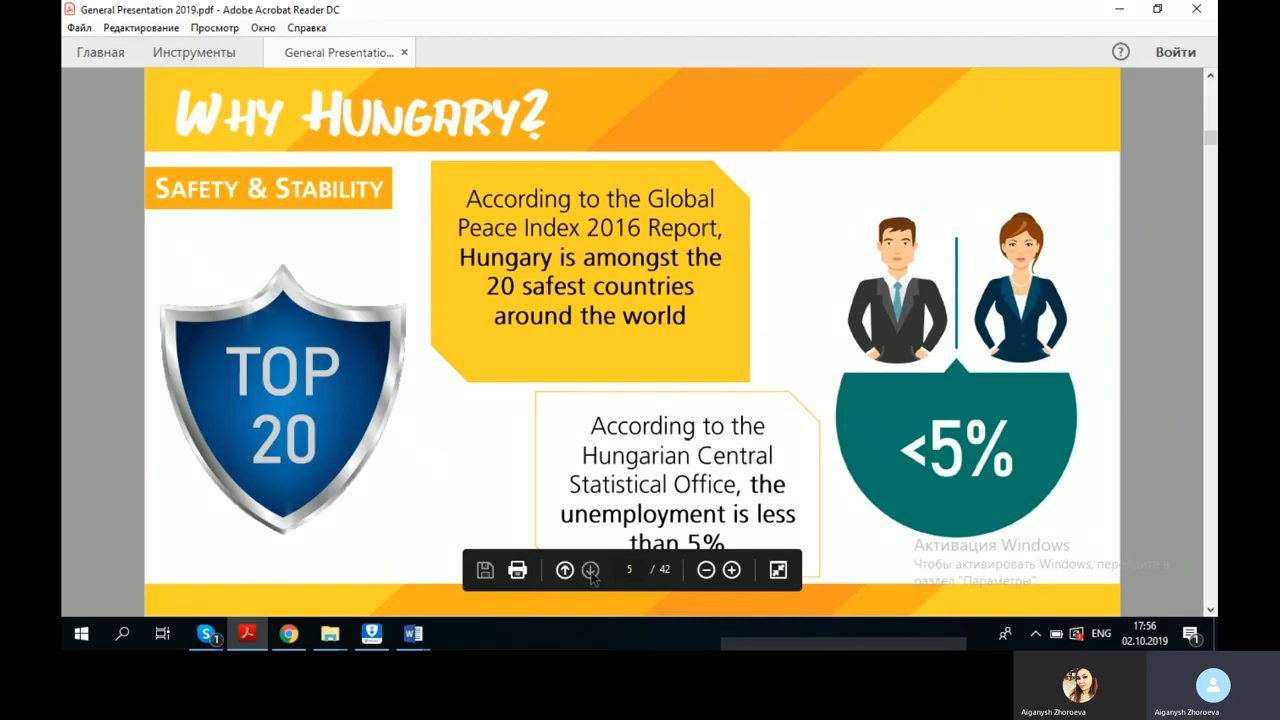 General Presentation 2019.pdf - Adobe Acrobat Reader DC
Файл Редактирование Просмотр Окно Справка
Главная Инструменты General Presentatio... ×
? Войти
WHY HUNGARY?
SAFETY & STABILITY
TOP
20
According to the Global
Peace Index 2016 Report,
Hungary is amongst the
20 safest countries
around the world
According to the
Hungarian Central
Statistical Office, the
unemployment is less
than 5%
<5%
Активация Windows
Чтобы активировать Windows, перейдите в
раздел "Параметры"
5 / 42
1
ENG
17:56
02.10.2019
1
Aiganysh Zhoroeva
Aiganysh Zhoroeva